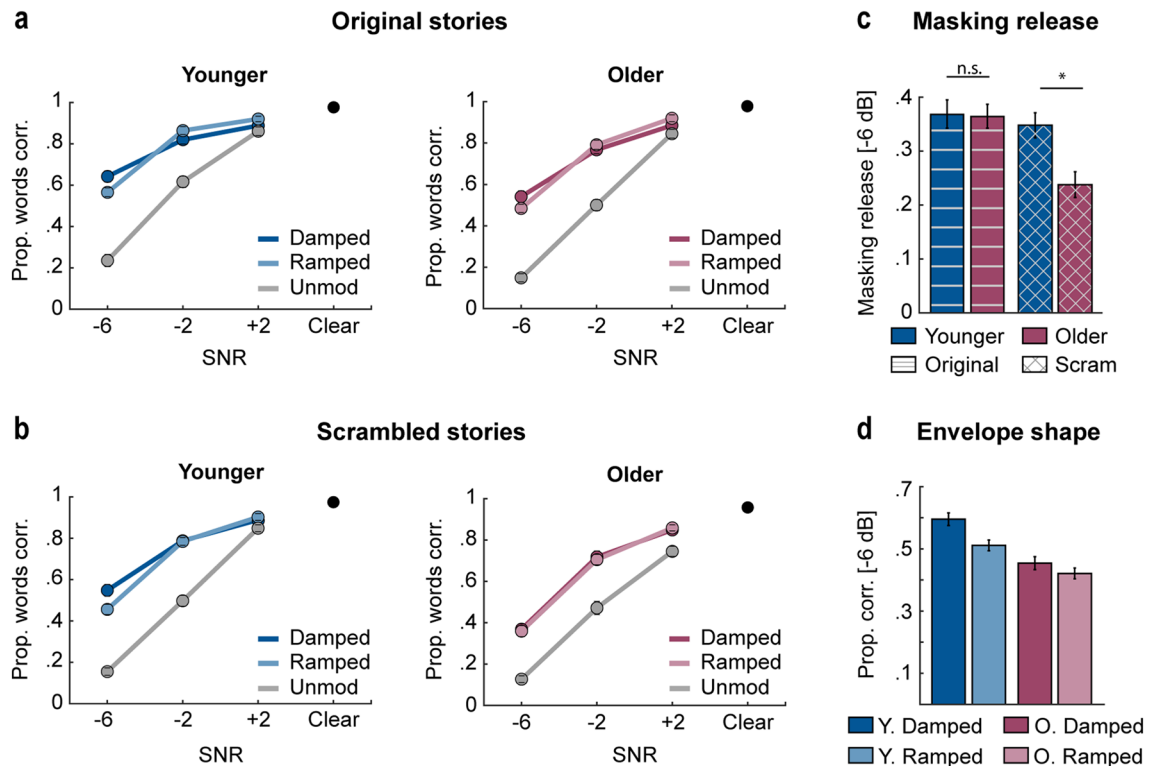 a
Original stories
Younger
Prop. words corr.
1
.8
.6
.4
.2
0
-6
-2
+2
Clear
SNR
Damped
Ramped
Unmod
Older
Prop. words corr.
1
.8
.6
.4
.2
0
-6
-2
+2
Clear
SNR
Damped
Ramped
Unmod
c
Masking release
Masking release [-6 dB]
.4
.3
.2
.1
0
n.s.
*
Younger
Older
Original
Scram
b
Scrambled stories
Younger
Prop. words corr.
1
.8
.6
.4
.2
0
-6
-2
+2
Clear
SNR
Damped
Ramped
Unmod
Older
Prop. words corr.
1
.8
.6
.4
.2
0
-6
-2
+2
Clear
SNR
Damped
Ramped
Unmod
d
Envelope shape
Prop. corr. [-6 dB]
.7
.5
.3
.1
Y. Damped
O. Damped
Y. Ramped
O. Ramped